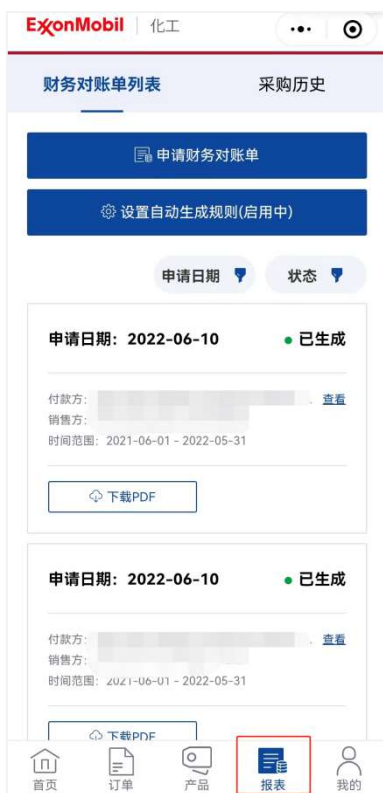 ExxonMobil 化工
财务对账单列表 采购历史
申请财务对账单
设置自动生成规则(启用中)
申请日期 状态
申请日期：2022-06-10 已生成
付款方: 查看
销售方:
时间范围: 2021-06-01 - 2022-05-31
下载PDF
申请日期：2022-06-10 已生成
付款方: 查看
销售方:
时间范围: 2021-06-01 - 2022-05-31
下载PDF
首页 订单 产品 报表 我的